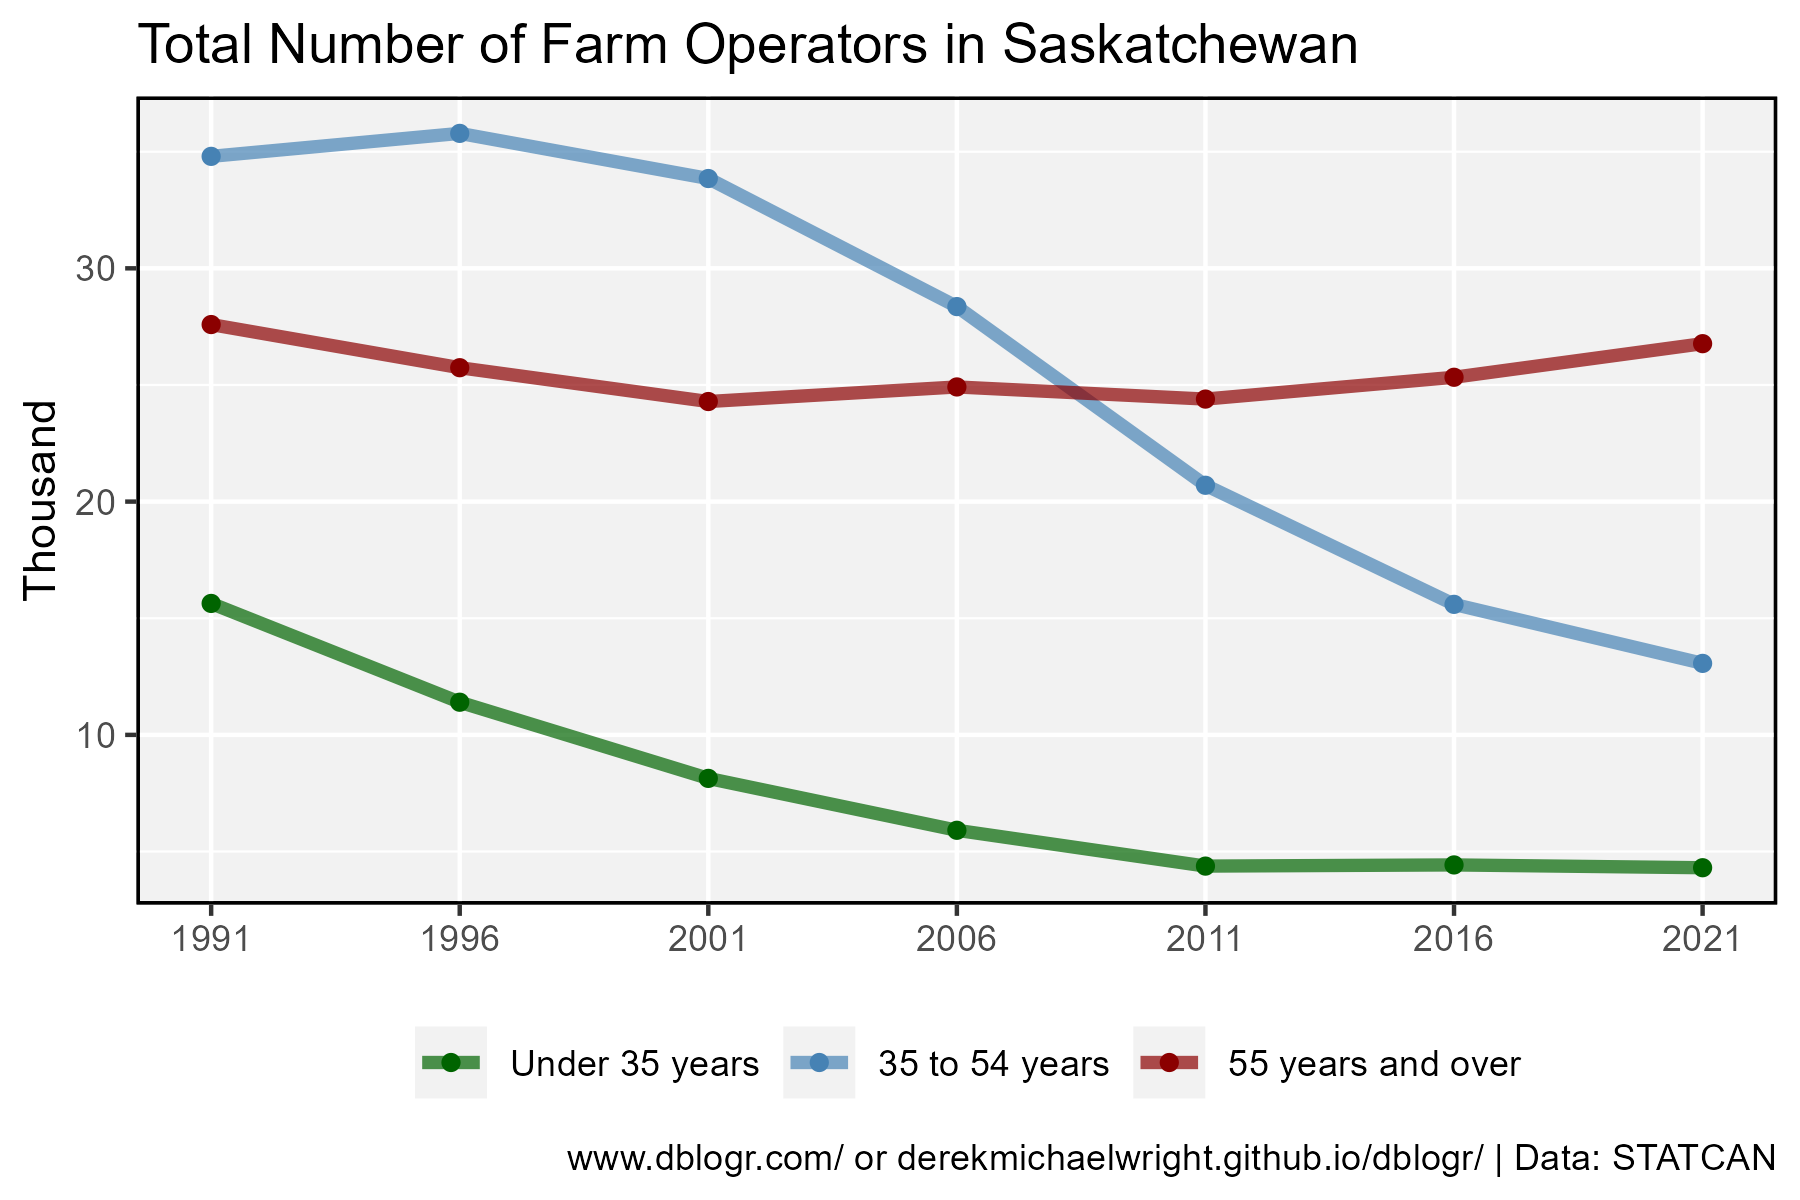 Total Number of Farm Operators in Saskatchewan
Thousand
30
20
10
1991 1996 2001 2006 2011 2016 2021
Under 35 years 35 to 54 years 55 years and over
www.dblogr.com/ or derekmichaelwright.github.io/dblogr/ | Data: STATCAN